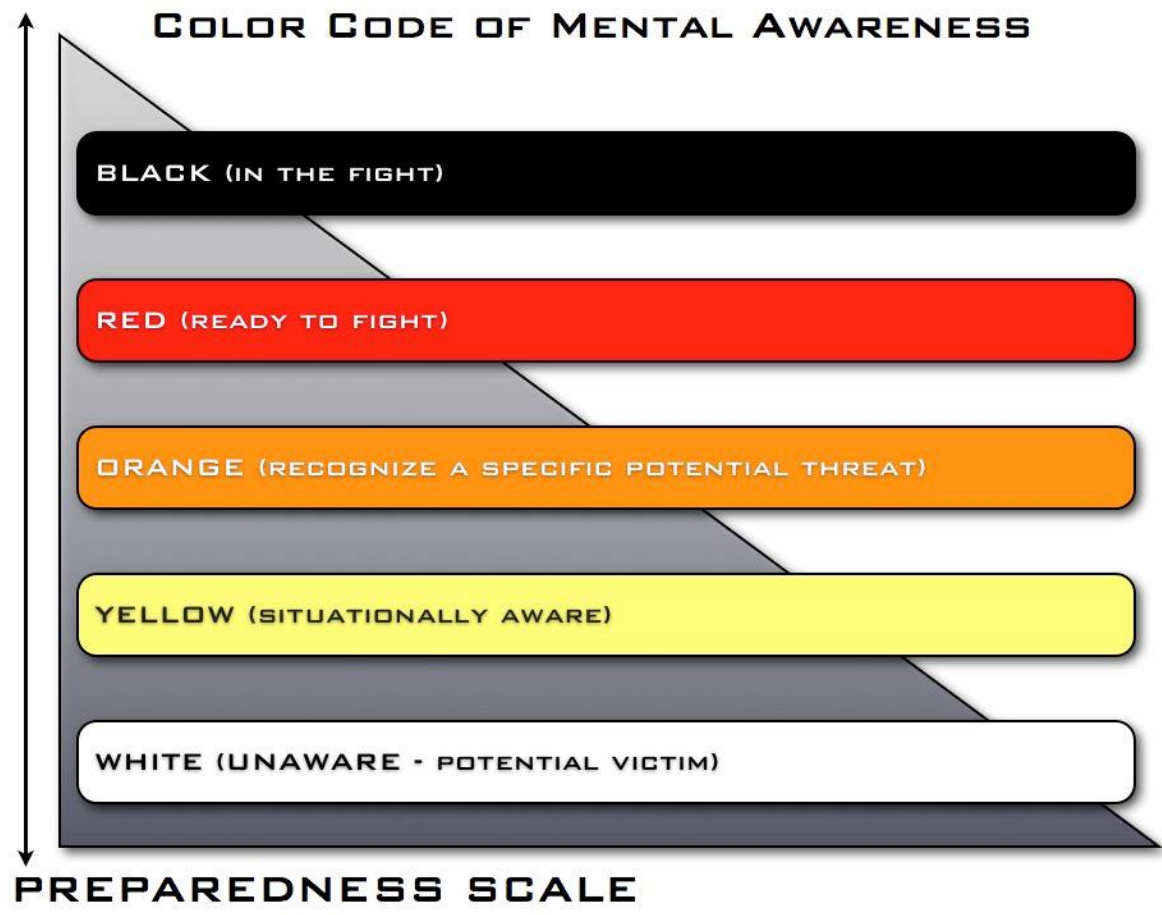 COLOR CODE OF MENTAL AWARENESS
BLACK (IN THE FIGHT)
RED (READY TO FIGHT)
ORANGE (RECOGNIZE A SPECIFIC POTENTIAL THREAT)
YELLOW (SITUATIONALLY AWARE)
WHITE (UNAWARE - POTENTIAL VICTIM)
PREPAREDNESS SCALE